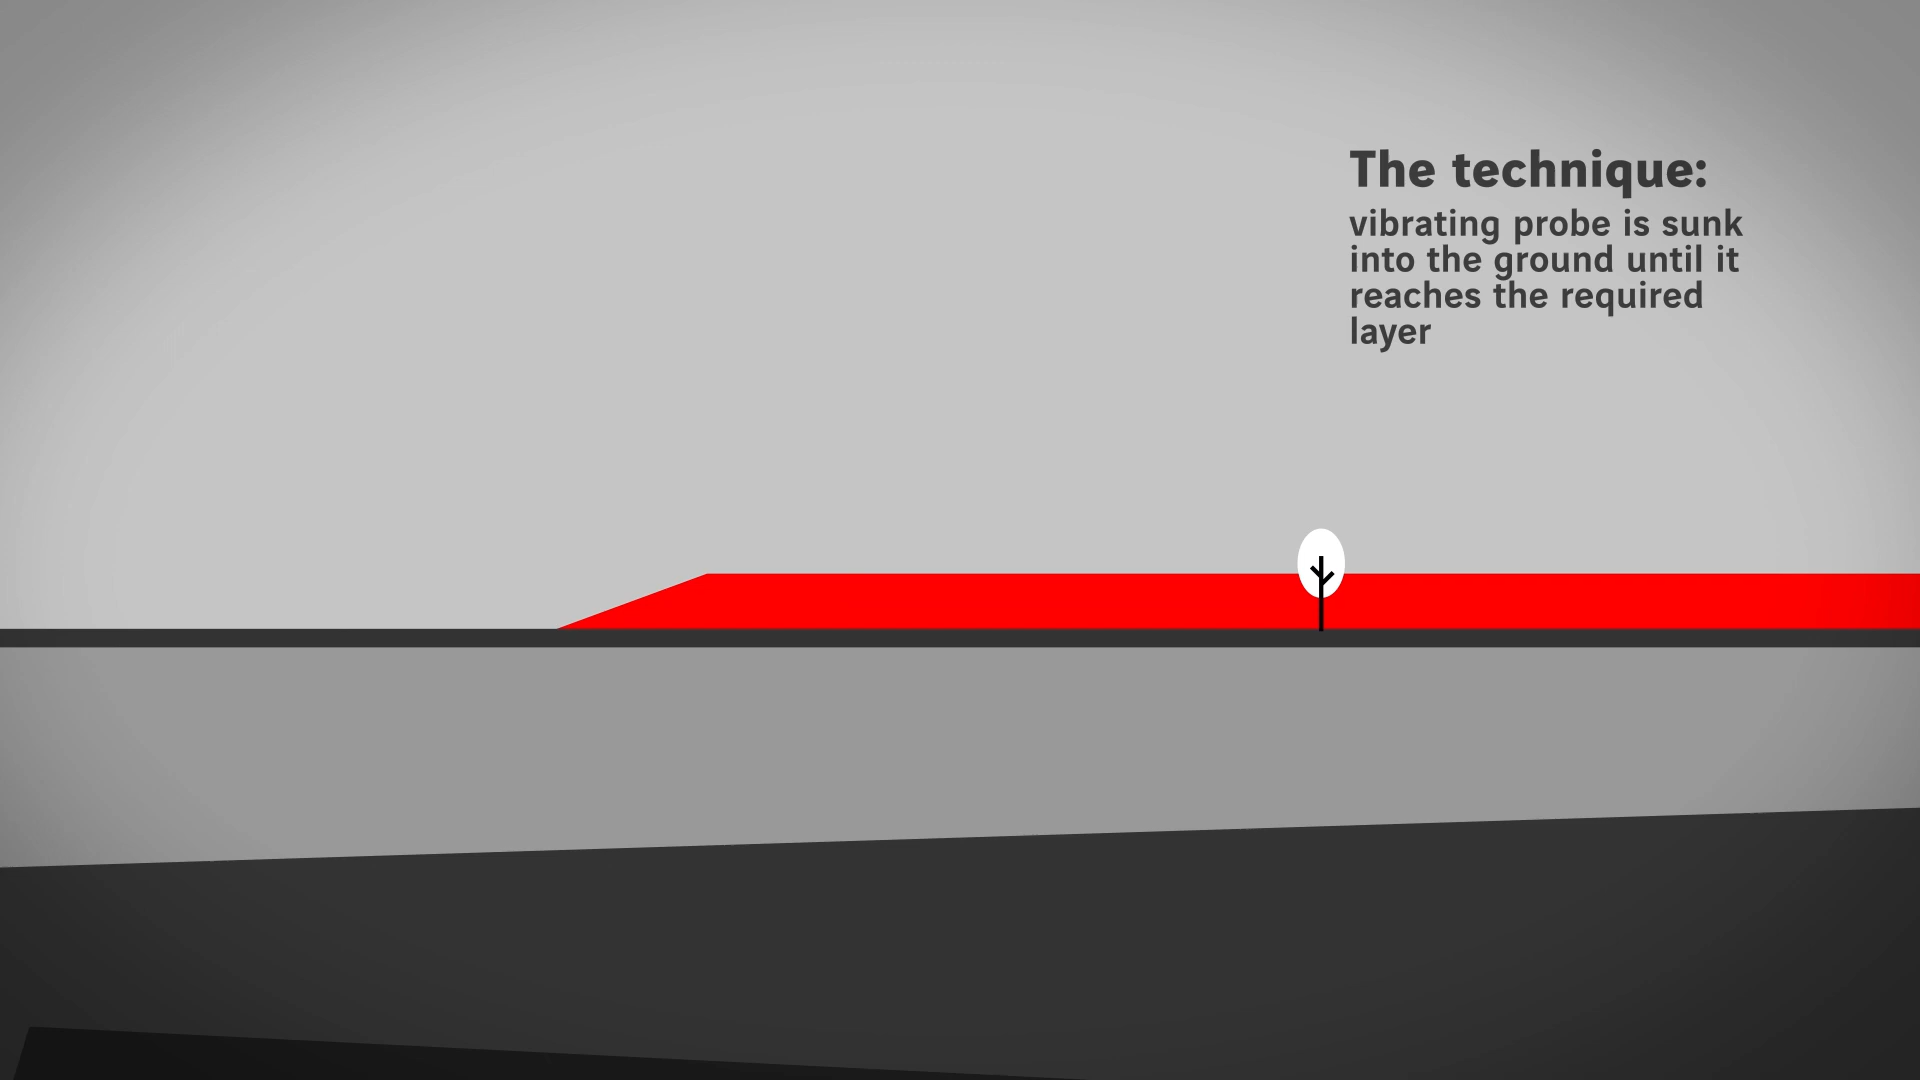 The technique:
vibrating probe is sunk
into the ground until it
reaches the required
layer